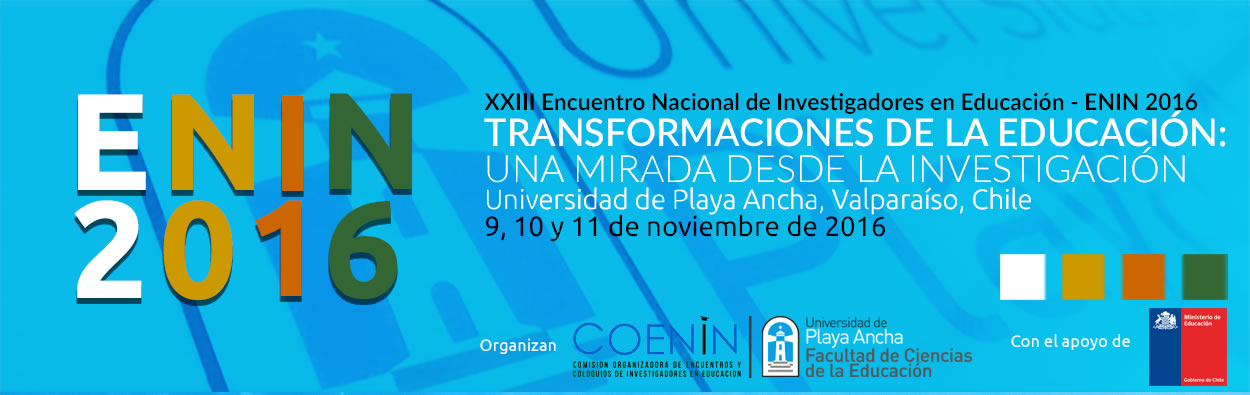 ENIN
2016
XXIII Encuentro Nacional de Investigadores en Educación - ENIN 2016
TRANSFORMACIONES DE LA EDUCACIÓN:
UNA MIRADA DESDE LA INVESTIGACIÓN
Universidad de Playa Ancha, Valparaíso, Chile
9, 10 y 11 de noviembre de 2016
Organizan
COENIN
COMISION ORGANIZADORA DE ENCUENTROS Y
COLOQUIOS DE INVESTIGADORES EN EDUCACION
Universidad de
Playa Ancha
Facultad de Ciencias
de la Educación
Con el apoyo de
Ministerio de
Educación
Gobierno de Chile